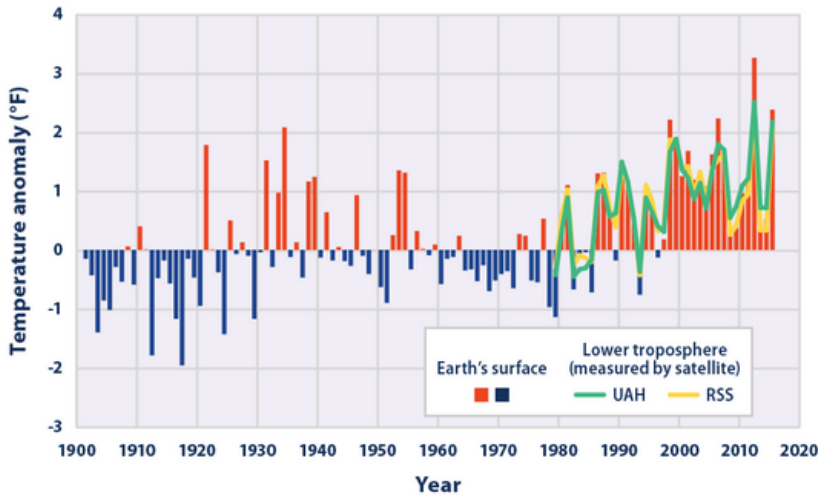 4
3
2
1
0
-1
-2
-3
Temperature anomaly (°F)
Earth's surface
Lower troposphere
(measured by satellite)
UAH RSS
1900 1910 1920 1930 1940 1950 1960 1970 1980 1990 2000 2010 2020
Year